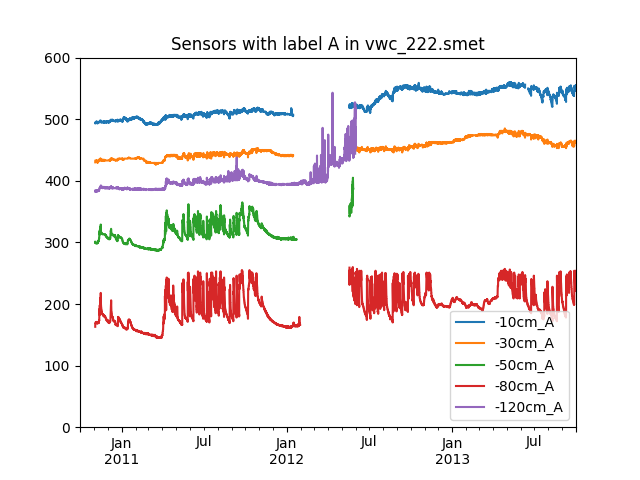 Sensors with label A in vwc_222.smet
600
500
400
300
200
100
0
Jan
2011
Jul
Jan
2012
Jul
Jan
2013
Jul
-10cm_A
-30cm_A
-50cm_A
-80cm_A
-120cm_A